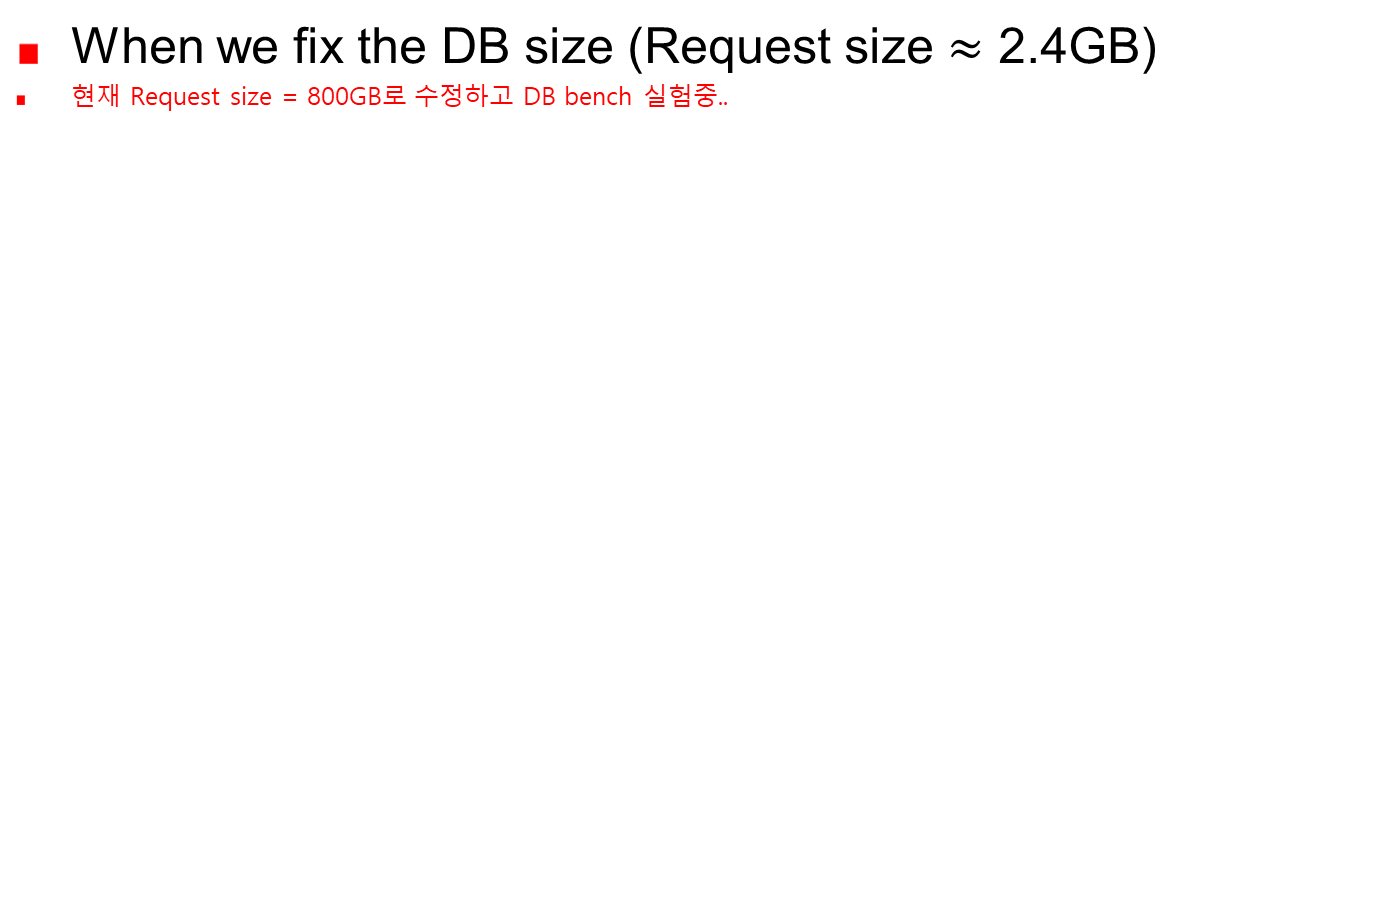 When we fix the DB size (Request size ≈ 2.4GB)
현재 Request size = 800GB로 수정하고 DB bench 실험중..